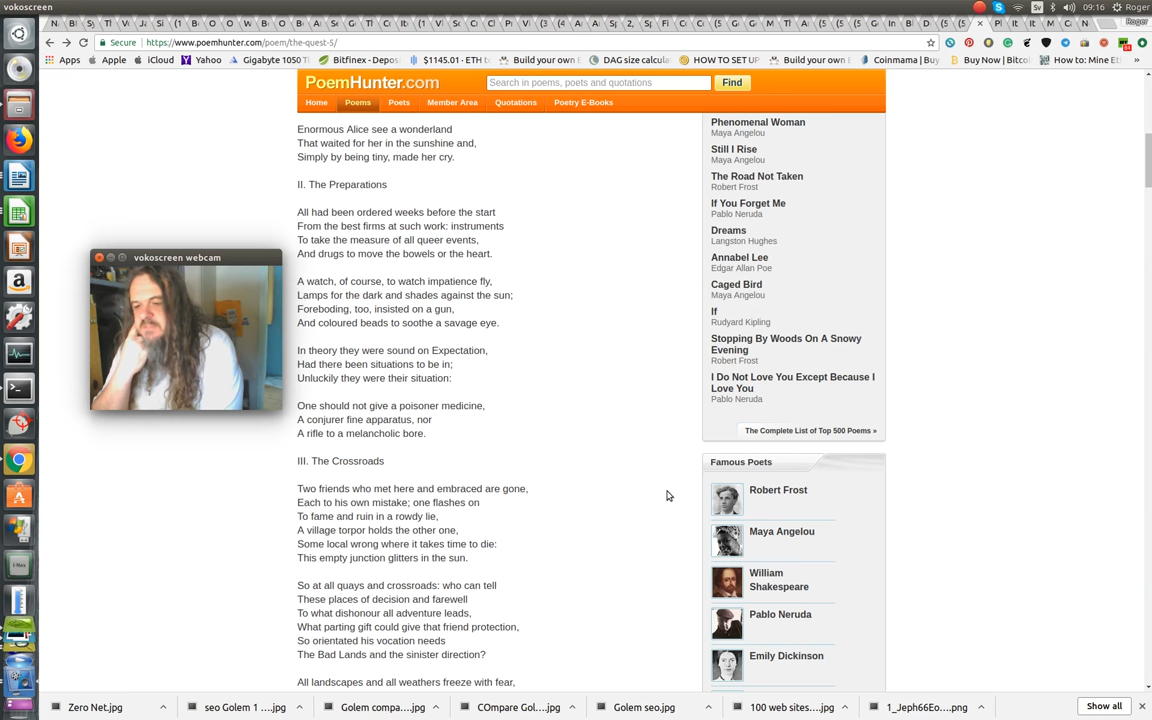 vokoscreen
Sv
09:16
Roger
Roger
Secure
https://www.poemhunter.com/poem/the-quest-5/
Apps
Apple
iCloud
Yahoo
Gigabyte 1050 T
Bitfinex - Deposit
$1145.01 - ETH t
Build your own E
DAG size calcula
HOW TO SET UP
Build your own E
Coinmama | Buy
Buy Now | Bitcoi
How to: Mine Et
»
PoemHunter.com
Search in poems, poems and quotations
Find
Home
Poems
Poets
Member Area
Quotations
Poetry E-Books
Enormous Alice see a wonderland
That waited for her in the sunshine and,
Simply by being tiny, made her cry.
II. The Preparations
All had been ordered weeks before the start
From the best firms at such work: instruments
To take the measure of all queer events,
And drugs to move the bowels or the heart.
A watch, of course, to watch impatience fly,
Lamps for the dark and shades against the sun;
Foreboding, too, insisted on a gun,
And coloured beads to soothe a savage eye.
In theory they were sound on Expectation,
Had there been situations to be in;
Unluckily they were their situation:
One should not give a poisoner medicine,
A conjurer fine apparatus, nor
A rifle to a melancholic bore.
III. The Crossroads
Two friends who met here and embraced are gone,
Each to his own mistake; one flashes on
To fame and ruin in a rowdy lie,
A village torpor holds the other one,
Some local wrong where it takes time to die:
This empty junction glitters in the sun.
So at all quays and crossroads: who can tell
These places of decision and farewell
To what dishonour all adventure leads,
What parting gift could give that friend protection,
So orientated his vocation needs
The Bad Lands and the sinister direction?
All landscapes and all weathers freeze with fear,
vokoscreen webcam
Phenomenal Woman
Maya Angelou
Still I Rise
Maya Angelou
The Road Not Taken
Robert Frost
If You Forget Me
Pablo Neruda
Dreams
Langston Hughes
Annabel Lee
Edgar Allan Poe
Caged Bird
Maya Angelou
If
Rudyard Kipling
Stopping By Woods On A Snowy
Evening
Robert Frost
I Do Not Love You Except Because I
Love You
Pablo Neruda
The Complete List of Top 500 Poems »
Famous Poets
Robert Frost
Maya Angelou
William
Shakespeare
Pablo Neruda
Emily Dickinson
Zero Net.jpg
seo Golem 1 ....jpg
Golem compa....jpg
COmpare Gol....jpg
Golem seo.jpg
100 web sites....jpg
1_Jeph66Eo....png
Show all